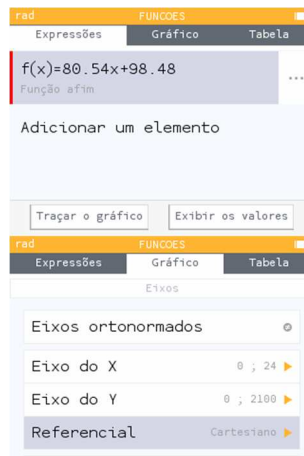 rad FUNCOES
Expressões Gráfico Tabela
f(x)=80.54x+98.48
Função afim
...
Adicionar um elemento
Traçar o gráfico Exibir os valores
rad FUNCOES
Expressões Gráfico Tabela
Eixos
Eixos ortonormados
Eixo do X 0 ; 24
Eixo do Y 0 ; 2100
Referencial Cartesiano